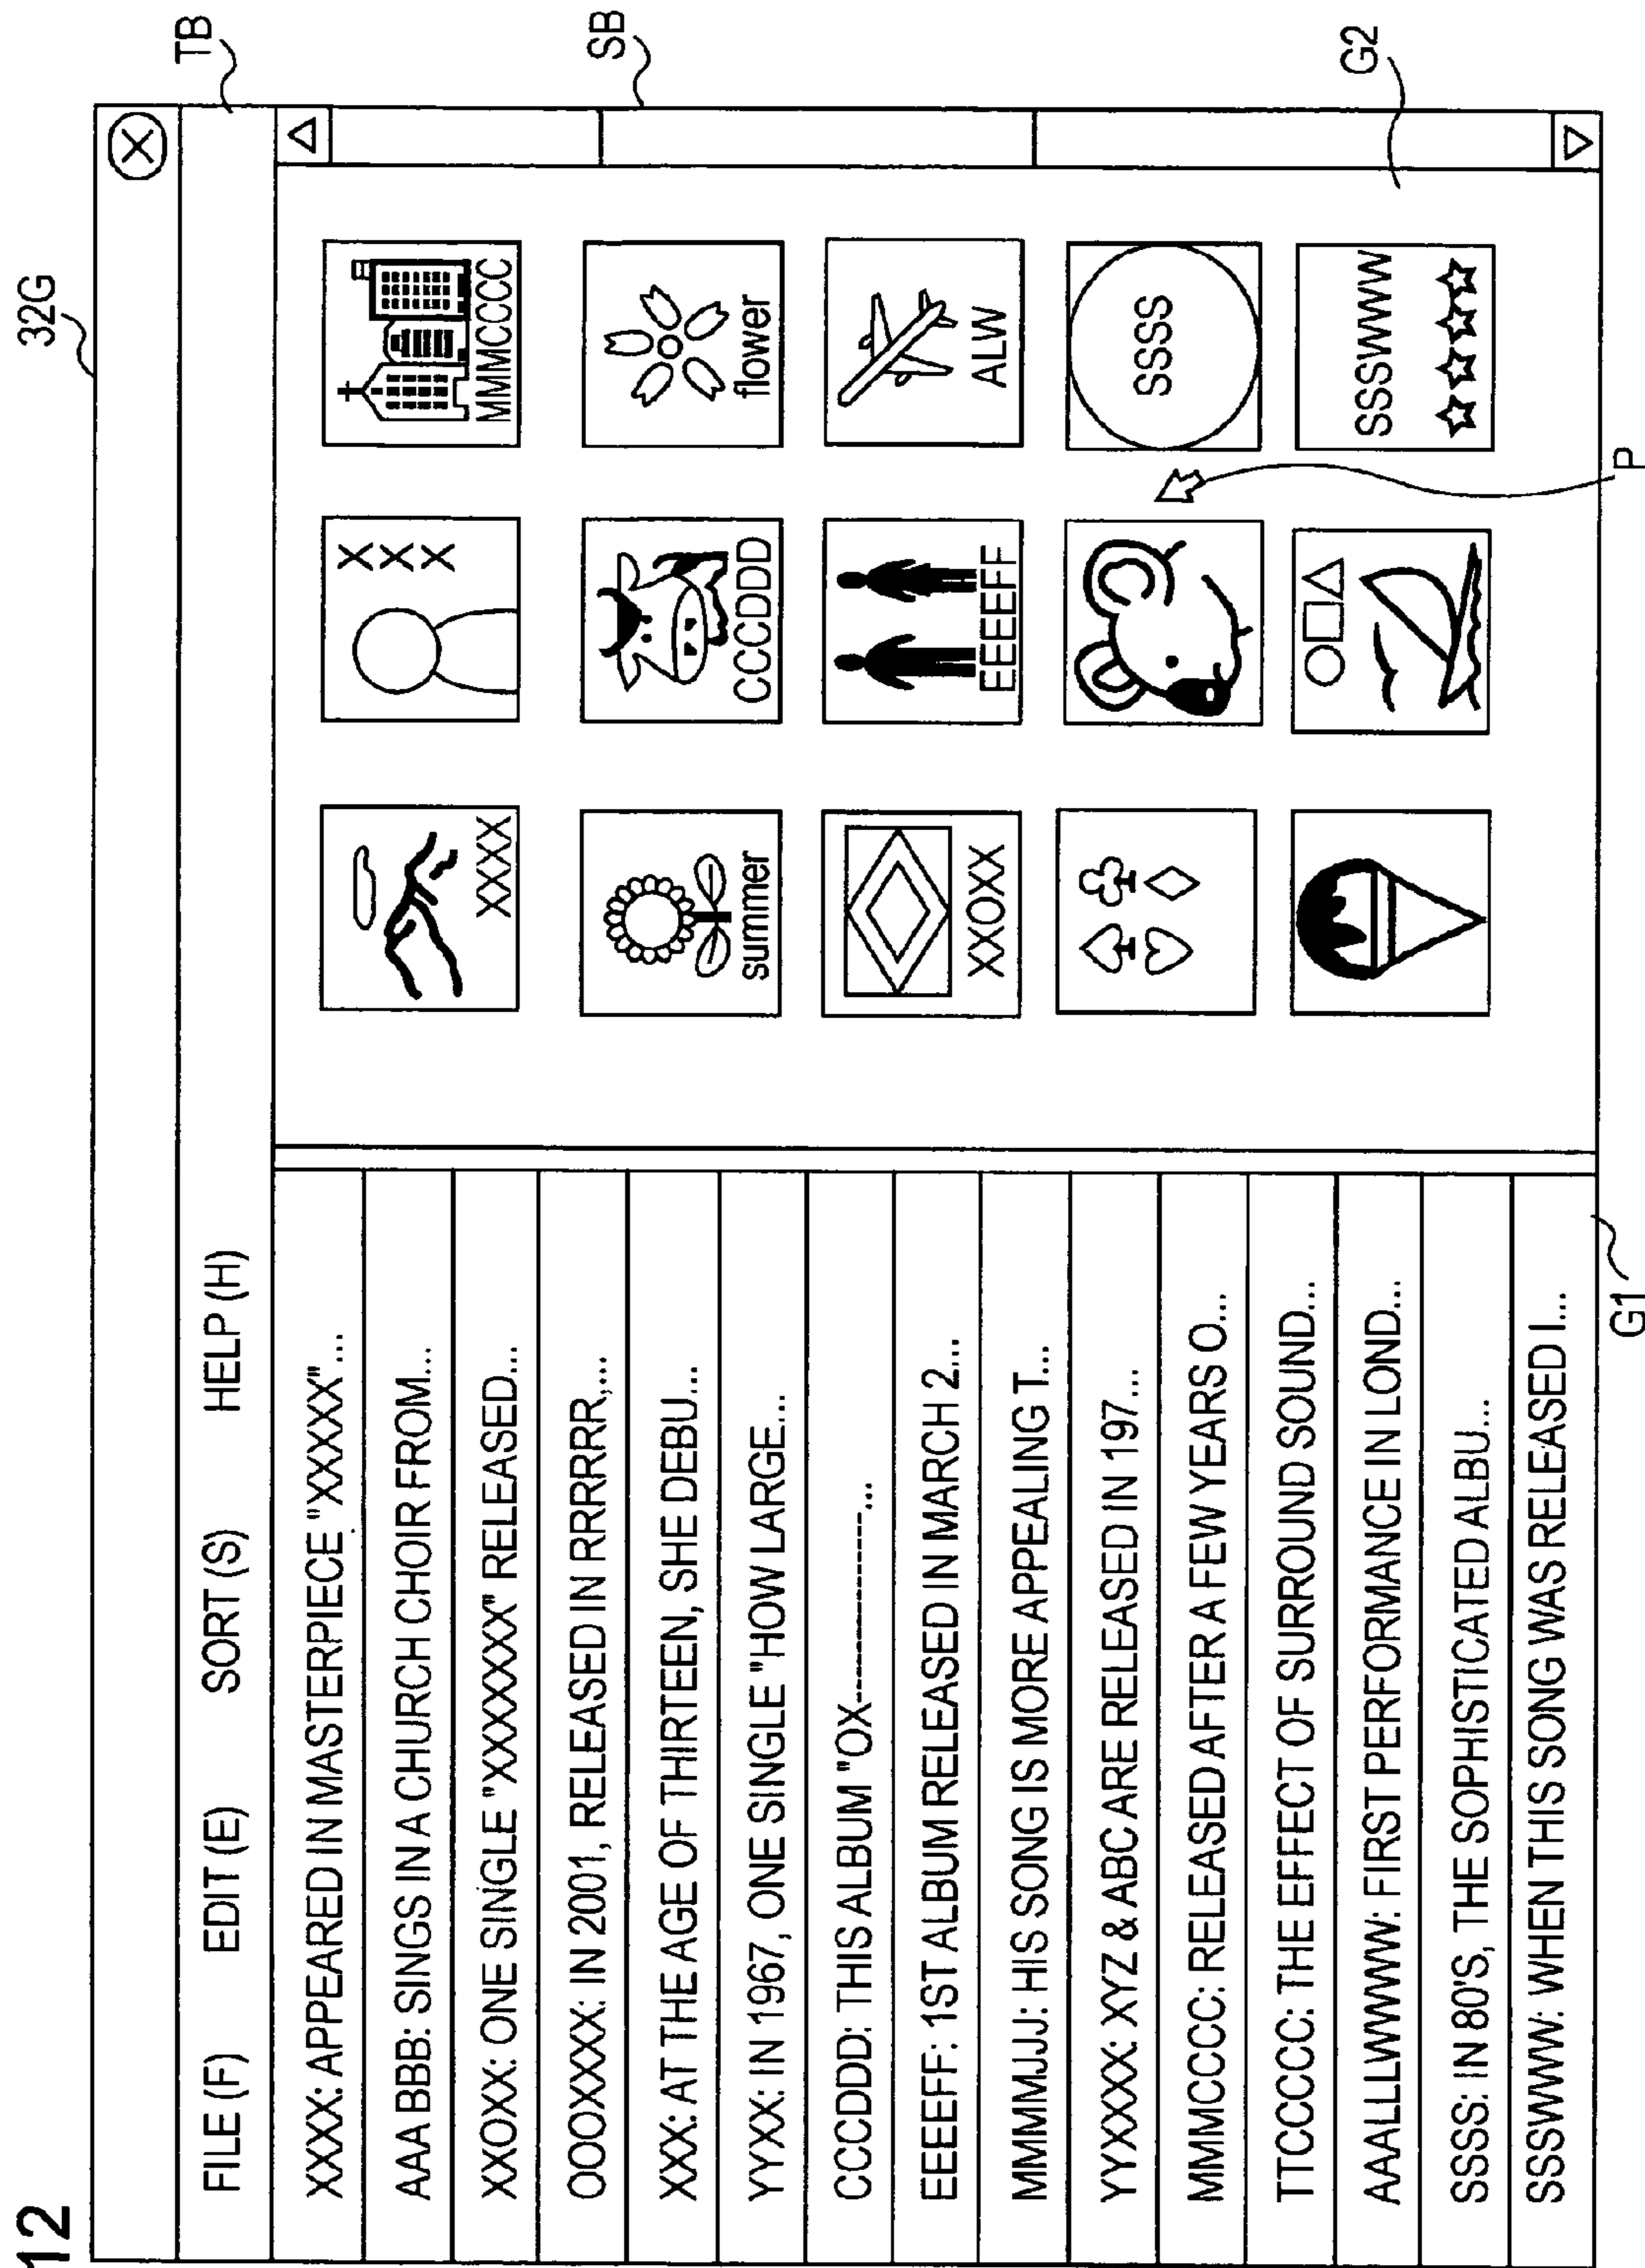 12
32G
TB
FILE (F) EDIT (E) SORT (S) HELP (H)
XXXX: APPEARED IN MASTERPIECE "XXXXX"...
AAA BBB: SINGS IN A CHURCH CHOIR FROM...
XXOXX: ONE SINGLE "XXXXXX" RELEASED...
OOOXXXX: IN 2001, RELEASED IN RRRRRR,...
XXX: AT THE AGE OF THIRTEEN, SHE DEBU...
YYXX: IN 1967, ONE SINGLE "HOW LARGE...
CCCDDD: THIS ALBUM "OX------------...
EEEEFF: 1ST ALBUM RELEASED IN MARCH 2...
MMMMJJJ: HIS SONG IS MORE APPEALING T...
YYXXXX: XYZ & ABC ARE RELEASED IN 197...
MMMCCCC: RELEASED AFTER A FEW YEARS O...
TTCCCCC: THE EFFECT OF SURROUND SOUND...
AAALLLWWWW: FIRST PERFORMANCE IN LOND...
SSSS: IN 80'S, THE SOPHISTICATED ALBU...
SSSWWW: WHEN THIS SONG WAS RELEASED I...
G1
XXXX
X
X
X
MMMCCCC
summer
CCCDDD
flower
XXOXX
EEEEFF
ALW
SSSS
SSSWWW
SB
G2
P